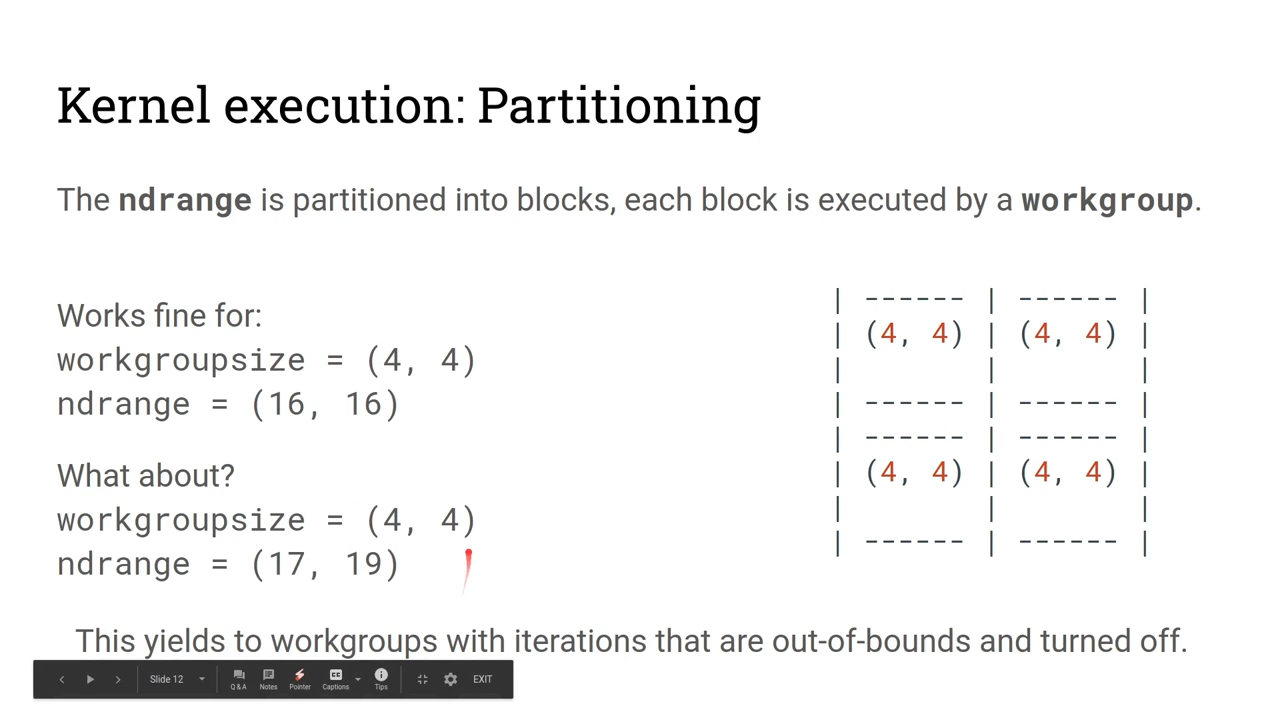 Kernel execution: Partitioning
The ndrange is partitioned into blocks, each block is executed by a workgroup.
Works fine for:
workgroupsize = (4, 4)
ndrange = (16, 16)
What about?
workgroupsize = (4, 4)
ndrange = (17, 19)
| ------ | ------ |
| (4, 4) | (4, 4) |
|        |        |
| ------ | ------ |
| ------ | ------ |
| (4, 4) | (4, 4) |
|        |        |
| ------ | ------ |
This yields to workgroups with iterations that are out-of-bounds and turned off.
Slide 12 Q&A Notes Pointer CC Captions Tips EXIT